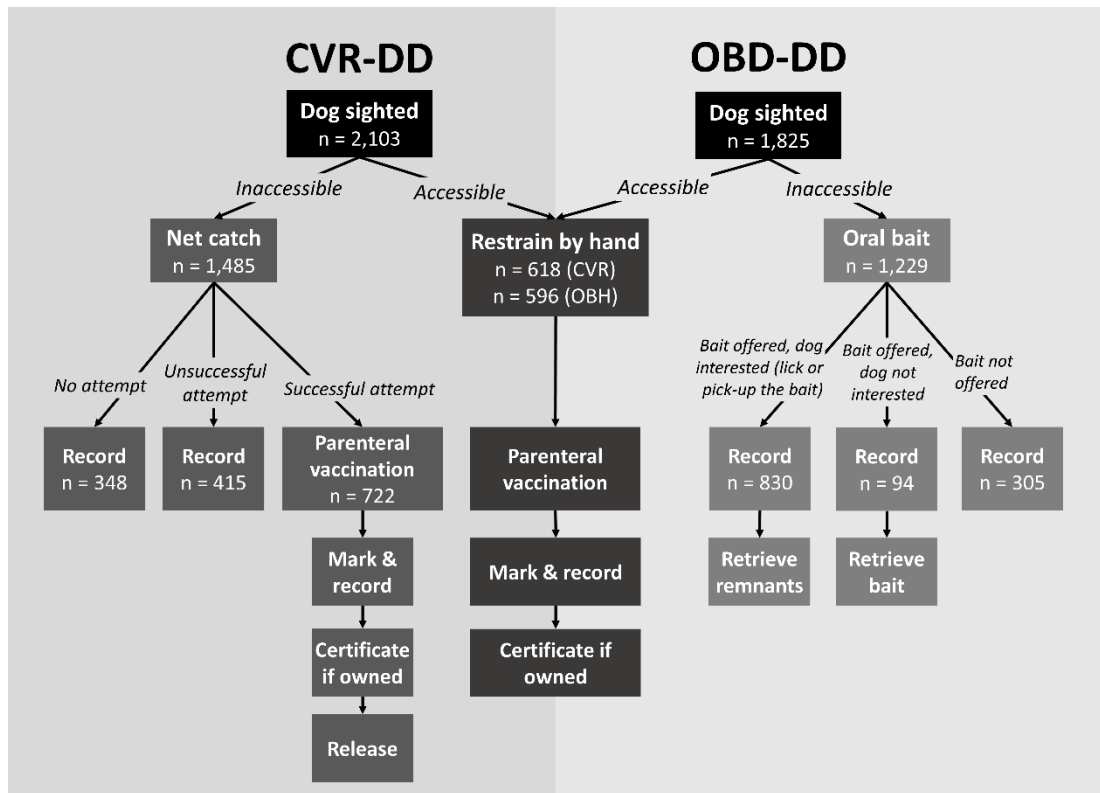 CVR-DD
OBD-DD
Dog sighted
n = 2,103
Dog sighted
n = 1,825
Inaccessible
Accessible
Accessible
Inaccessible
Net catch
n = 1,485
Restrain by hand
n = 618 (CVR)
n = 596 (OBH)
Oral bait
n = 1,229
No attempt
Unsuccessful
attempt
Successful attempt
Bait offered, dog
interested (lick or
pick-up the bait)
Bait offered,
dog not
interested
Bait not
offered
Record
n = 348
Record
n = 415
Parenteral
vaccination
n = 722
Parenteral
vaccination
Record
n = 830
Record
n = 94
Record
n = 305
Mark &
record
Mark & record
Retrieve
remnants
Retrieve
bait
Certificate
if owned
Certificate if
owned
Release